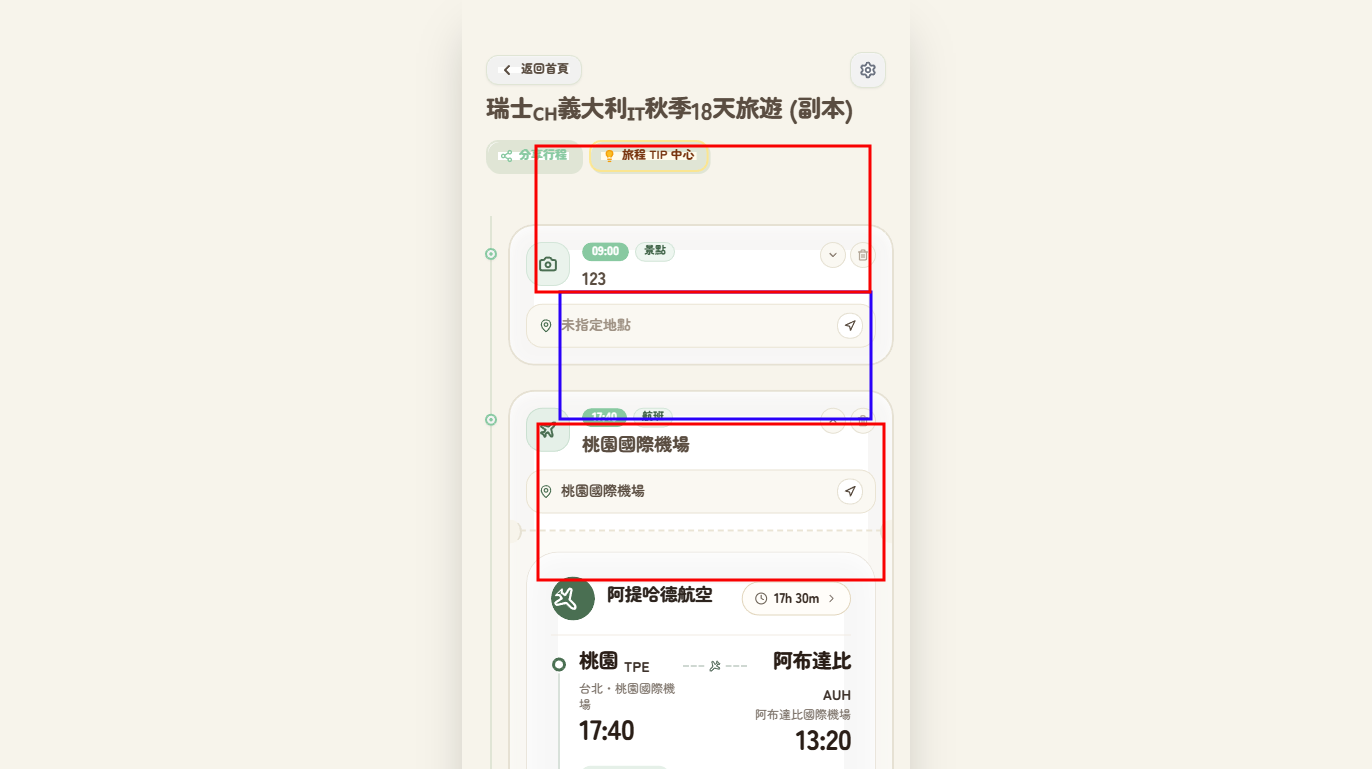 返回首頁
瑞士CH義大利IT秋季18天旅遊 (副本)
分享行程
旅程 TIP 中心
09:00
景點
123
未指定地點
17:40
航班
桃園國際機場
桃園國際機場
阿提哈德航空
17h 30m
桃園 TPE
阿布達比
AUH
台北・桃園國際機
場
阿布達比國際機場
17:40
13:20